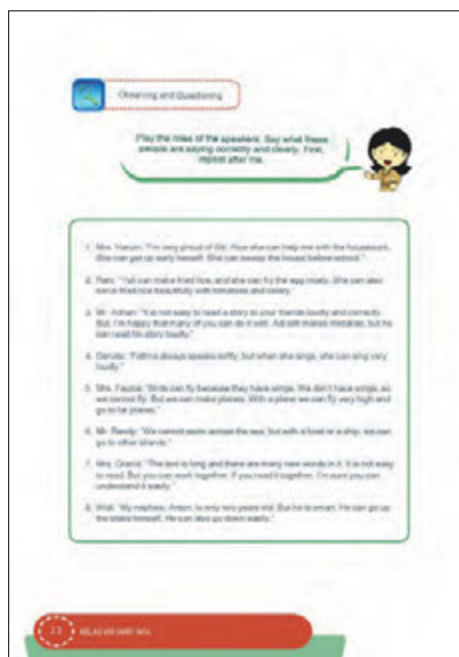 Observing and Questioning
Play the roles of the speakers. Say what these
people are saying correctly and clearly. First,
repeat after me.
1. Mrs. Harum: "I'm very proud of Siti. Now she can help me with the housework.
She can get up early herself. She can sweep the house before school."
2. "Yuli can make fried rice, and she can fry the egg nicely. She can also
serve fried rice beautifully with tomatoes and celery."
3. Mr. "It is not easy to read a story to your friends loudly and correctly.
But, I'm happy that many of you can do it well. Adi still makes mistakes, but he
can read his story loudly."
4. "Fatima always speaks softly, but when she sings, she can sing very
loudly."
5. Mrs. "Birds can fly because they have wings. We don't have wings, so
we cannot fly. But we can make planes. With a plane we can fly very high and
go to far places."
6. Mr. "We cannot swim across the sea, but with a boat or a ship, we can
go to other islands."
7. Mrs. "The text is long and there are many new words in it. It is not easy
to read. But you can work together. If you read it together, I'm sure you can
understand it easily."
8. "My nephew, is only two years old. But he is smart. He can go up
the stairs himself. He can also go down easily."
KELAS VIII SMP/MTs